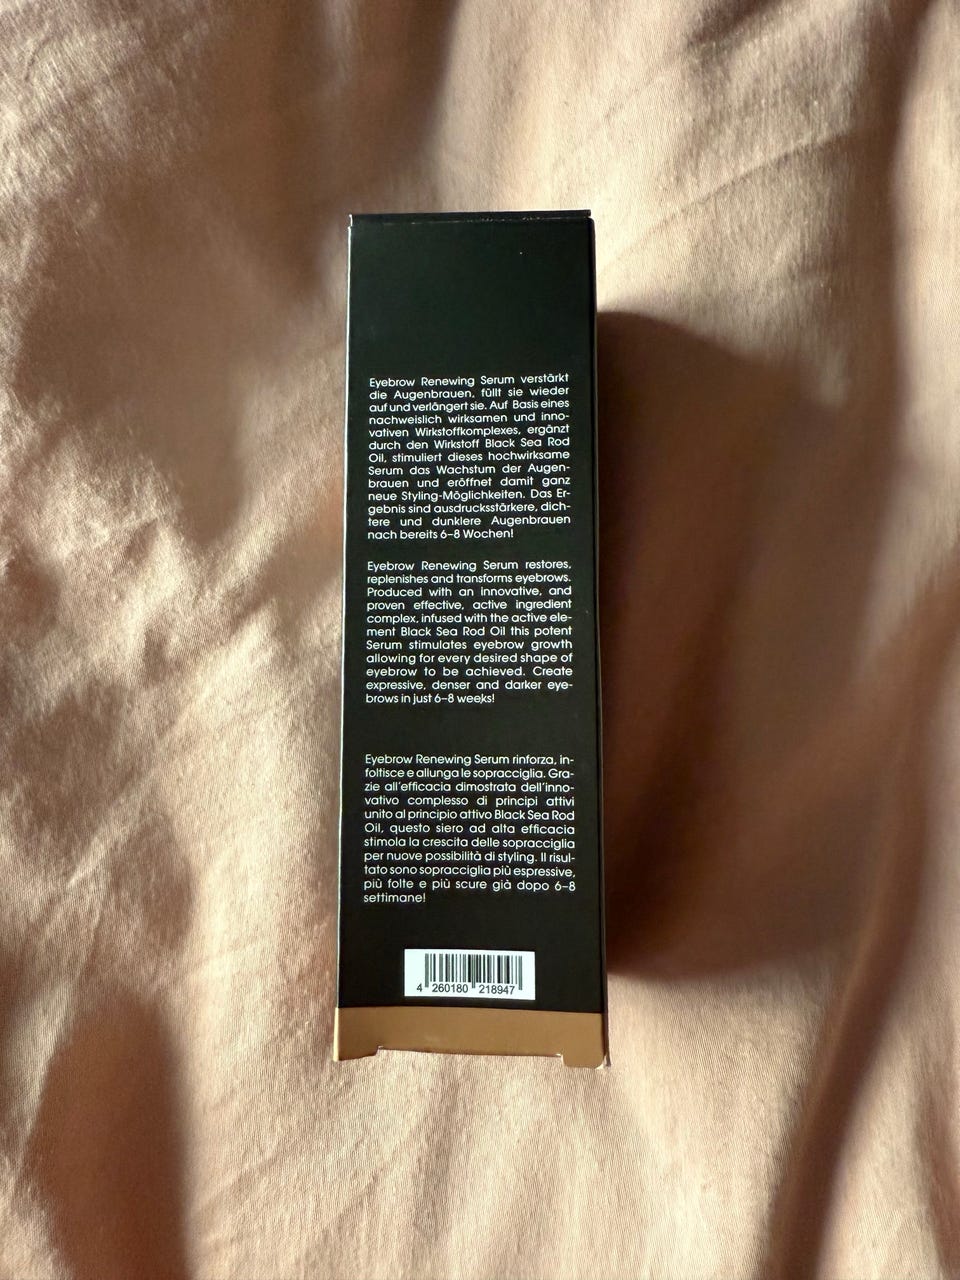 Eyebrow Renewing Serum verstärkt
die Augenbrauen, füllt sie wieder
auf und verlängert sie. Auf Basis eines
nachweislich wirksamen und inno-
vativen Wirkstoffkomplexes, ergänzt
durch den Wirkstoff Black Sea Rod
Oil, stimuliert dieses hochwirksame
Serum das Wachstum der Augen-
brauen und eröffnet damit ganz
neue Styling-Möglichkeiten. Das Er-
gebnis sind ausdrucksstärkere, dich-
tere und dunklere Augenbrauen
nach bereits 6–8 Wochen!
Eyebrow Renewing Serum restores,
replenishes and transforms eyebrows.
Produced with an innovative, and
proven effective, active ingredient
complex, infused with the active ele-
ment Black Sea Rod Oil this potent
Serum stimulates eyebrow growth
allowing for every desired shape of
eyebrow to be achieved. Create
expressive, denser and darker eye-
brows in just 6–8 weeks!
Eyebrow Renewing Serum rinforza, in-
foltisce e allunga le sopracciglia. Gra-
zie all'efficacia dimostrata dell'inno-
vativo complesso di principi attivi
unito al principio attivo Black Sea Rod
Oil, questo siero ad alta efficacia
stimola la crescita delle sopracciglia
per nuove possibilità di styling. Il risul-
tato sono sopracciglia più espressive,
più folte e più scure già dopo 6–8
settimane!
4 260180 218947